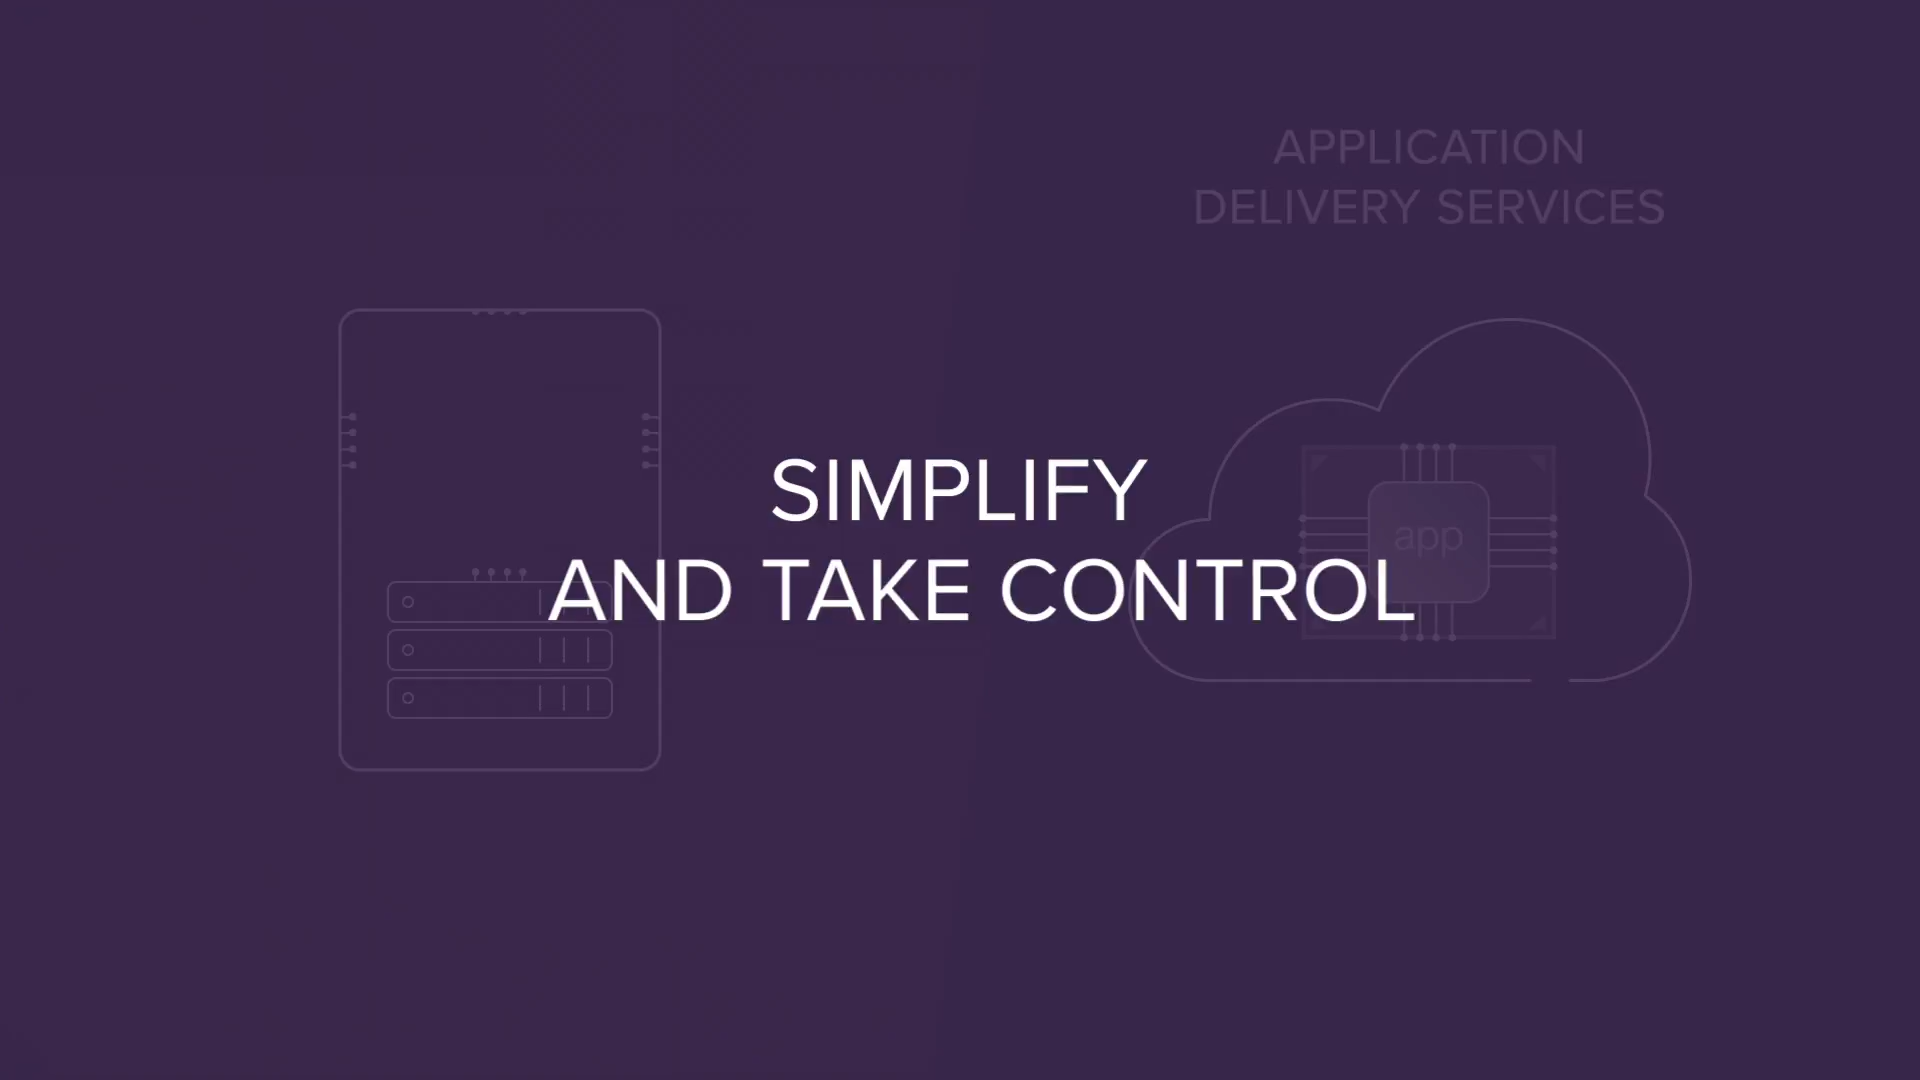 APPLICATION
DELIVERY SERVICES
SIMPLIFY
AND TAKE CONTROL
app